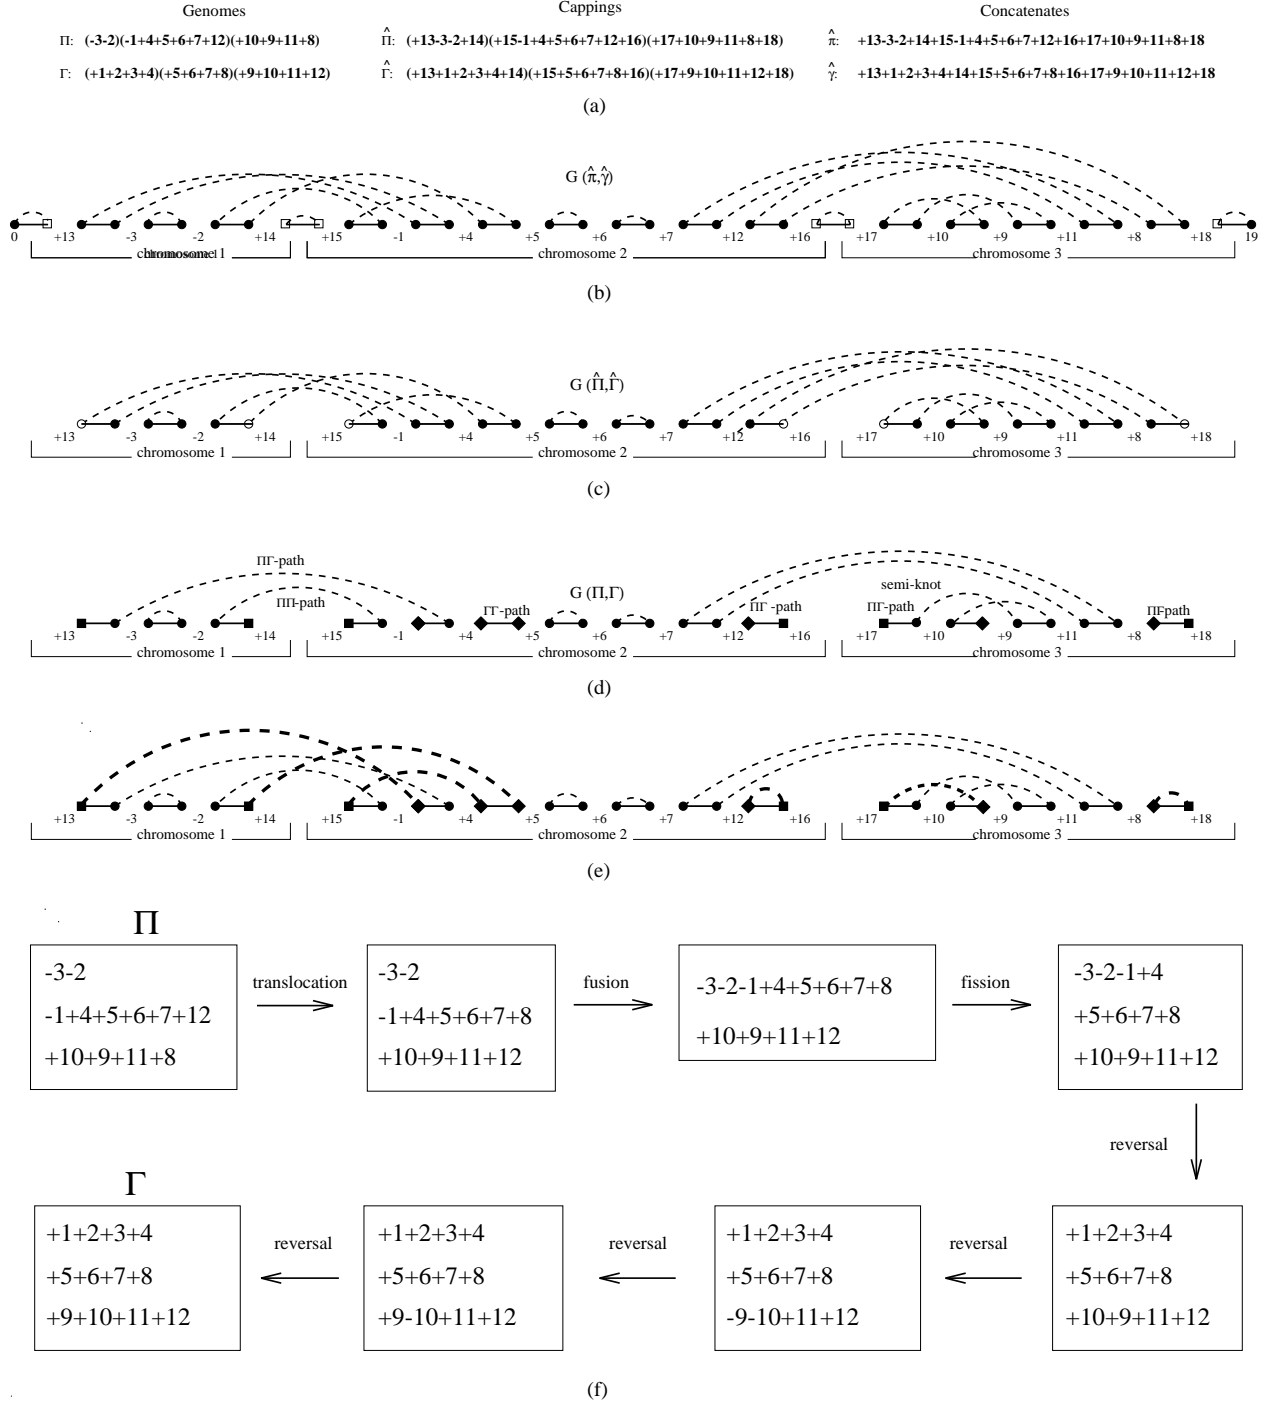 Genomes Cappings Concatenates
Π: (-3-2)(-1+4+5+6+7+12)(+10+9+11+8) Π̂: (+13-3-2+14)(+15-1+4+5+6+7+12+16)(+17+10+9+11+8+18) π̂: +13-3-2+14+15-1+4+5+6+7+12+16+17+10+9+11+8+18
Γ: (+1+2+3+4)(+5+6+7+8)(+9+10+11+12) Γ̂: (+13+1+2+3+4+14)(+15+5+6+7+8+16)(+17+9+10+11+12+18) γ̂: +13+1+2+3+4+14+15+5+6+7+8+16+17+9+10+11+12+18
(a)
G (π̂,γ̂)
0 +13 -3 -2 +14 +15 -1 +4 +5 +6 +7 +12 +16 +17 +10 +9 +11 +8 +18 19
chromosome 1 chromosome 2 chromosome 3
(b)
G (Π̂,Γ̂)
+13 -3 -2 +14 +15 -1 +4 +5 +6 +7 +12 +16 +17 +10 +9 +11 +8 +18
chromosome 1 chromosome 2 chromosome 3
(c)
ΠΓ-path
semi-knot
G (Π,Γ)
ΠΠ-path ΓΓ-path ΠΓ -path ΠΓ-path ΠΓ-path
+13 -3 -2 +14 +15 -1 +4 +5 +6 +7 +12 +16 +17 +10 +9 +11 +8 +18
chromosome 1 chromosome 2 chromosome 3
(d)
+13 -3 -2 +14 +15 -1 +4 +5 +6 +7 +12 +16 +17 +10 +9 +11 +8 +18
chromosome 1 chromosome 2 chromosome 3
(e)
Π
-3-2
-1+4+5+6+7+12
+10+9+11+8
translocation
-3-2
-1+4+5+6+7+8
+10+9+11+12
fusion
-3-2-1+4+5+6+7+8
+10+9+11+12
fission
-3-2-1+4
+5+6+7+8
+10+9+11+12
reversal
Γ
+1+2+3+4
+5+6+7+8
+9+10+11+12
reversal
+1+2+3+4
+5+6+7+8
+9-10+11+12
reversal
+1+2+3+4
+5+6+7+8
-9-10+11+12
reversal
+1+2+3+4
+5+6+7+8
+10+9+11+12
(f)